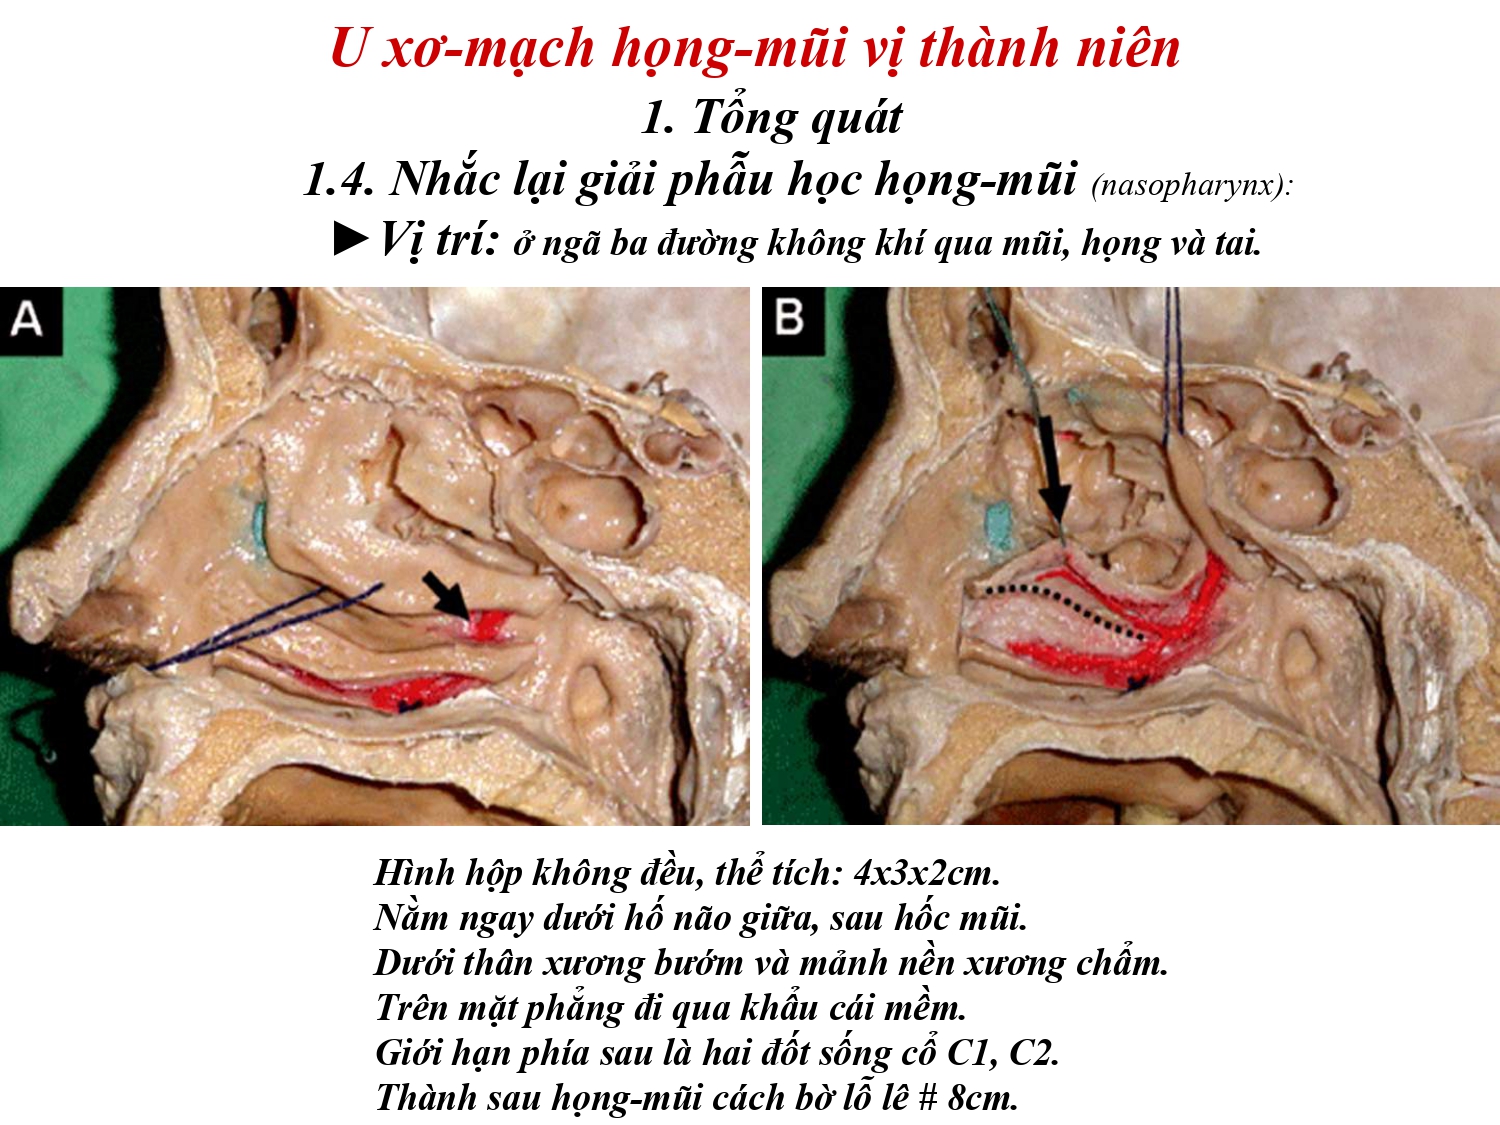 U xơ-mạch họng-mũi vị thành niên
1. Tổng quát
1.4. Nhắc lại giải phẫu học họng-mũi (nasopharynx):
►Vị trí: ở ngã ba đường không khí qua mũi, họng và tai.
A
B
Hình hộp không đều, thể tích: 4x3x2cm.
Nằm ngay dưới hố não giữa, sau hốc mũi.
Dưới thân xương bướm và mảnh nền xương chẩm.
Trên mặt phẳng đi qua khẩu cái mềm.
Giới hạn phía sau là hai đốt sống cổ C1, C2.
Thành sau họng-mũi cách bờ lỗ lê # 8cm.